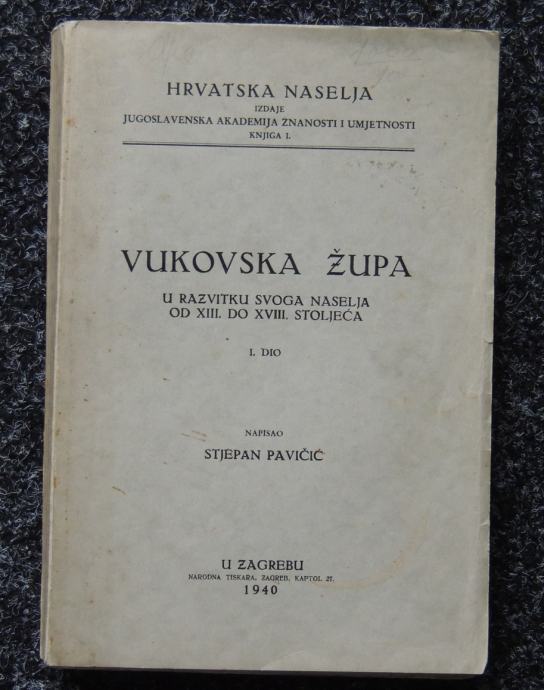 HRVATSKA NASELJA
IZDAJE
JUGOSLAVENSKA AKADEMIJA ZNANOSTI I UMJETNOSTI
KNJIGA I.
VUKOVSKA ŽUPA
U RAZVITKU SVOGA NASELJA
OD XIII. DO XVIII. STOLJEĆA
I. DIO
NAPISAO
STJEPAN PAVIČIĆ
U ZAGREBU
NARODNA TISKARA, ZAGREB, KAPTOL 27.
1940